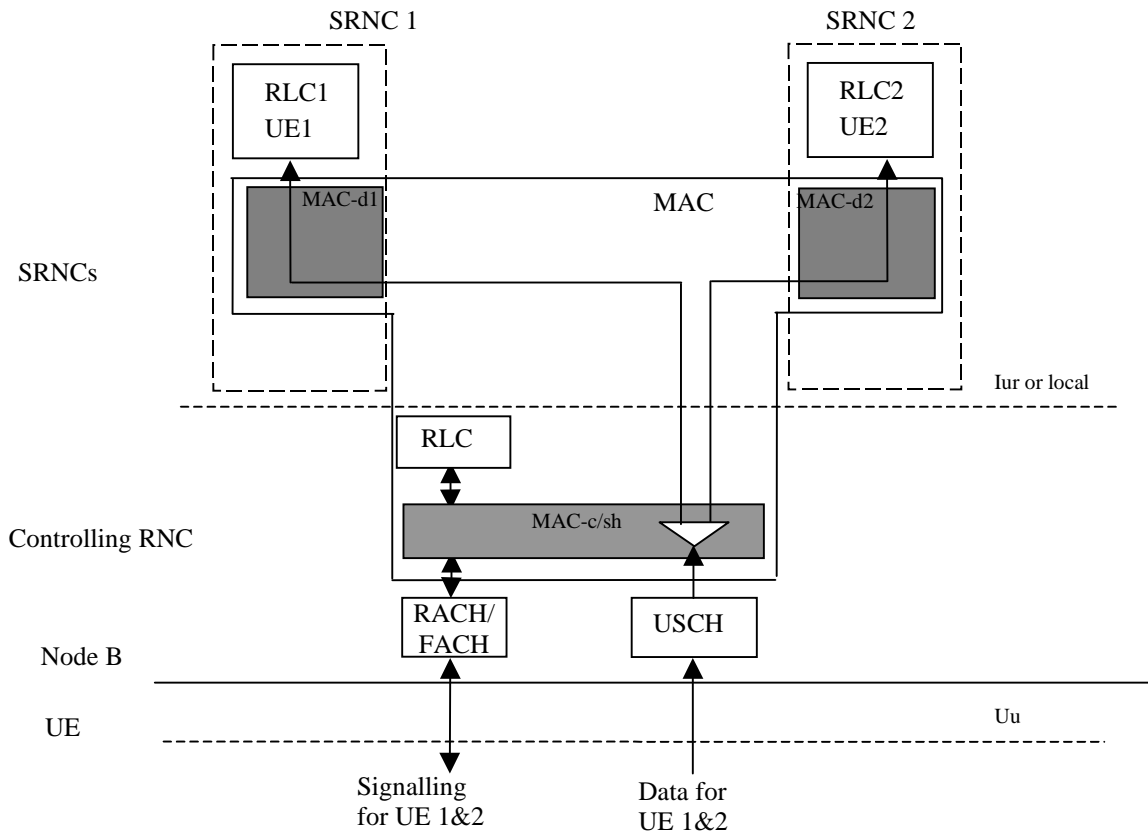 SRNC 1
SRNC 2
RLC1
UE1
RLC2
UE2
MAC-d1
MAC
MAC-d2
SRNCs
Iur or local
RLC
MAC-c/sh
Controlling RNC
RACH/
FACH
USCH
Node B
UE
Uu
Signalling
for UE 1&2
Data for
UE 1&2